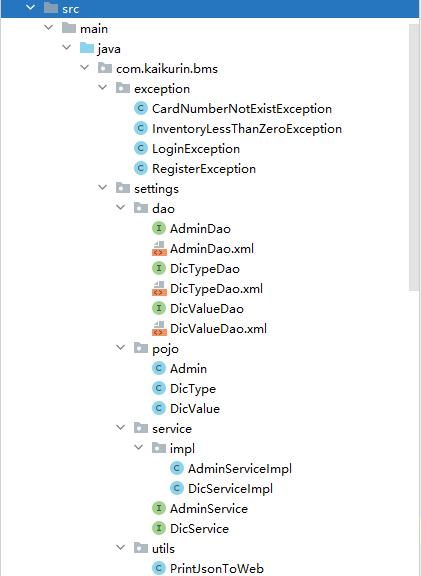 src
main
java
com.kaikurin.bms
exception
CardNumberNotExistException
InventoryLessThanZeroException
LoginException
RegisterException
settings
dao
AdminDao
AdminDao.xml
DicTypeDao
DicTypeDao.xml
DicValueDao
DicValueDao.xml
pojo
Admin
DicType
DicValue
service
impl
AdminServiceImpl
DicServiceImpl
AdminService
DicService
utils
PrintJsonToWeb